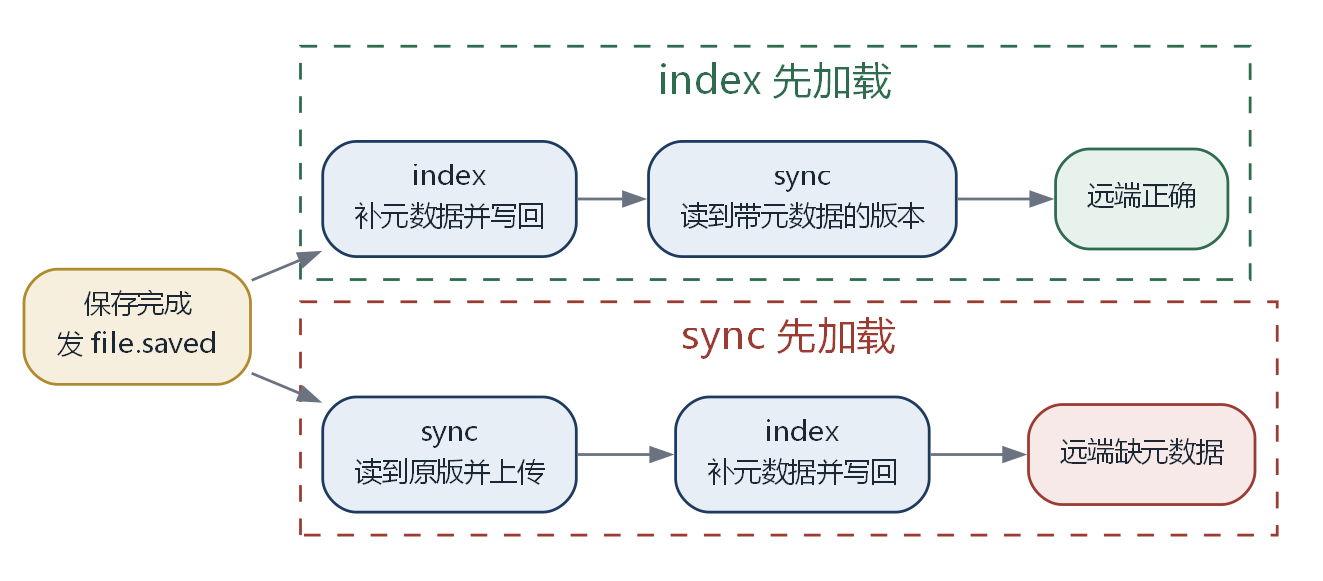 保存完成
发 file.saved
index 先加载
index
补元数据并写回
sync
读到带元数据的版本
远端正确
sync 先加载
sync
读到原版并上传
index
补元数据并写回
远端缺元数据